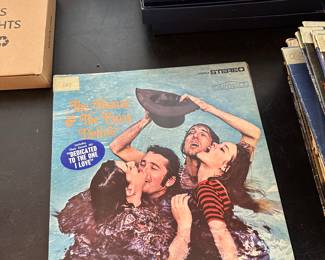 S
GHTS
STEREO
The Mamas
& The Papas
Deliver
"DEDICATED
TO THE ONE
I LOVE"